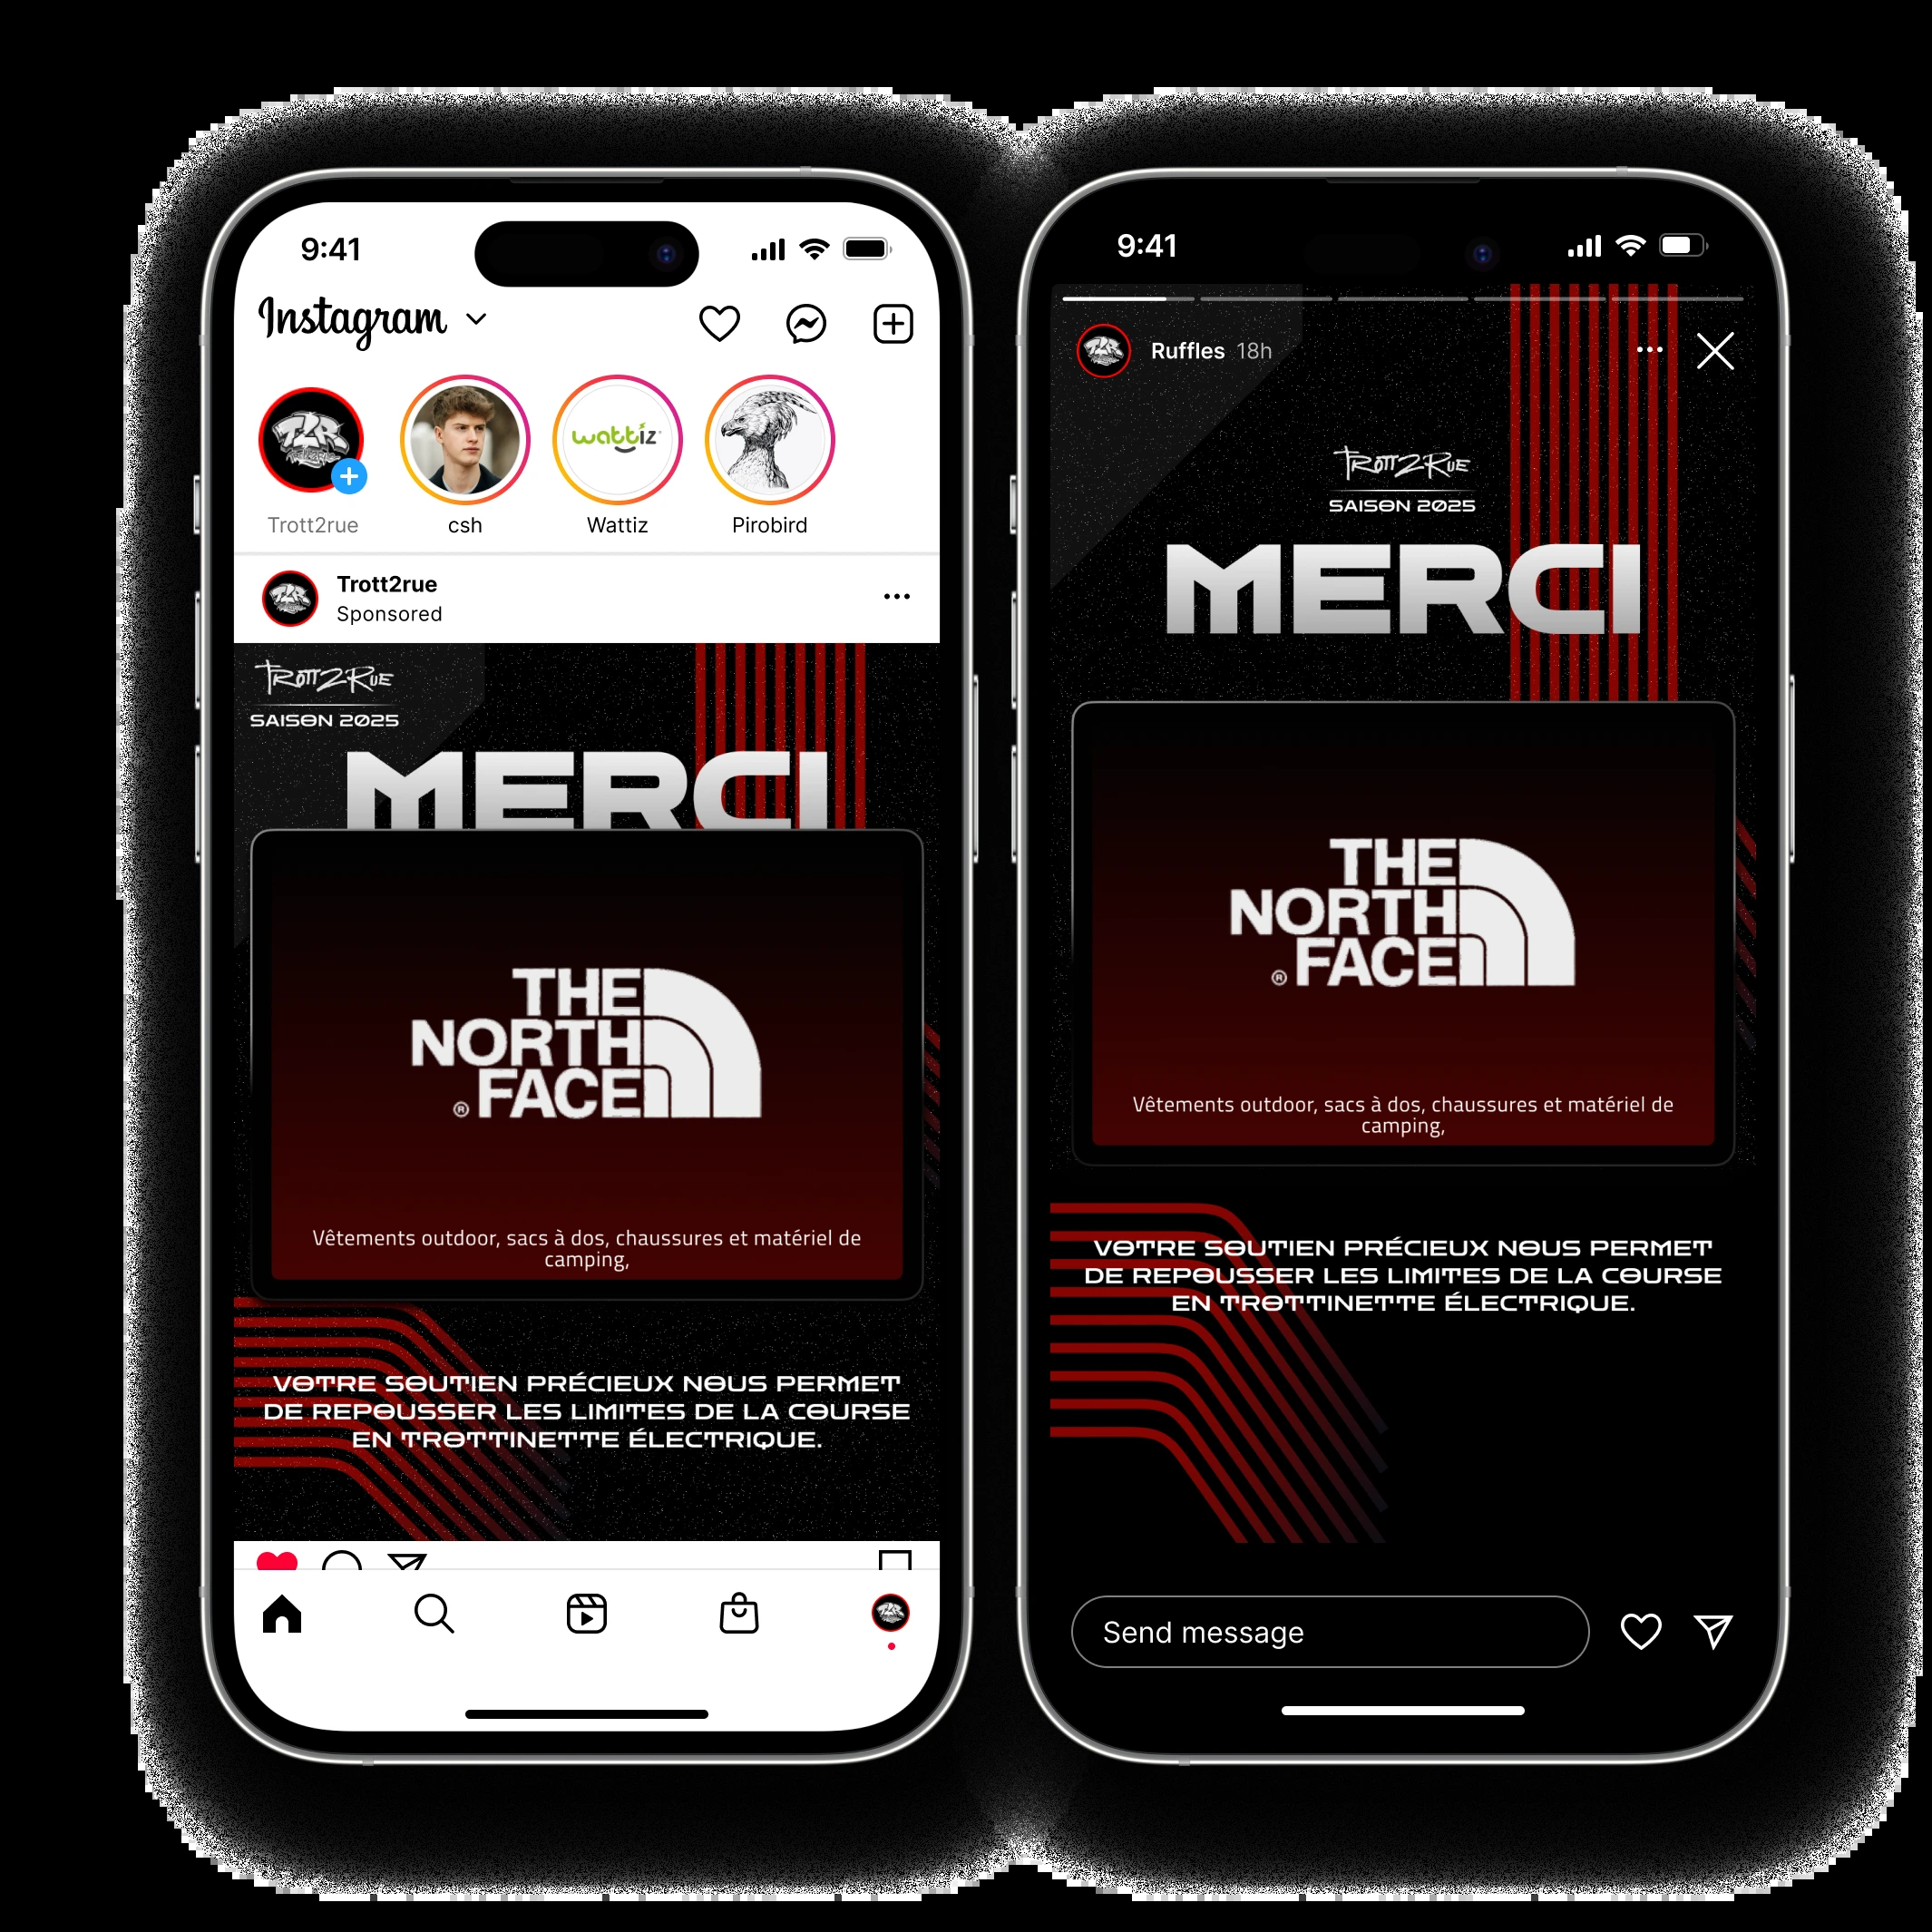 9:41
Instagram
Trott2rue
csh
wattiz
Wattiz
Pirobird
Trott2rue
Sponsored
TROTT2RUE
SAISON 2025
MERCI
THE
NORTH
FACE
®
Vêtements outdoor, sacs à dos, chaussures et matériel de
camping,
VOTRE SOUTIEN PRÉCIEUX NOUS PERMET
DE REPOUSSER LES LIMITES DE LA COURSE
EN TROTTINETTE ÉLECTRIQUE.
9:41
Ruffles 18h
TROTT2RUE
SAISON 2025
MERCI
THE
NORTH
FACE
®
Vêtements outdoor, sacs à dos, chaussures et matériel de
camping,
VOTRE SOUTIEN PRÉCIEUX NOUS PERMET
DE REPOUSSER LES LIMITES DE LA COURSE
EN TROTTINETTE ÉLECTRIQUE.
Send message